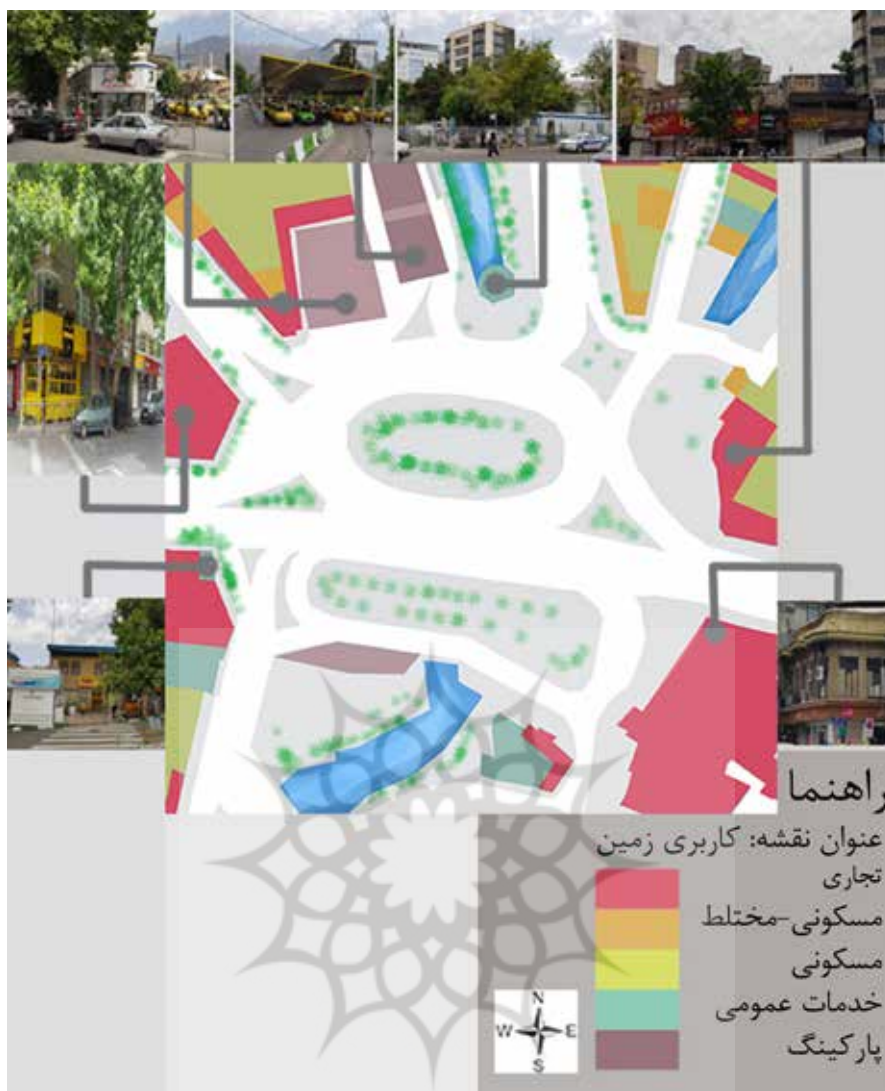 راهنما
عنوان نقشه: کاربری زمین
تجاری
مسکونی-مختلط
مسکونی
خدمات عمومی
پارکینگ
N
W E
S